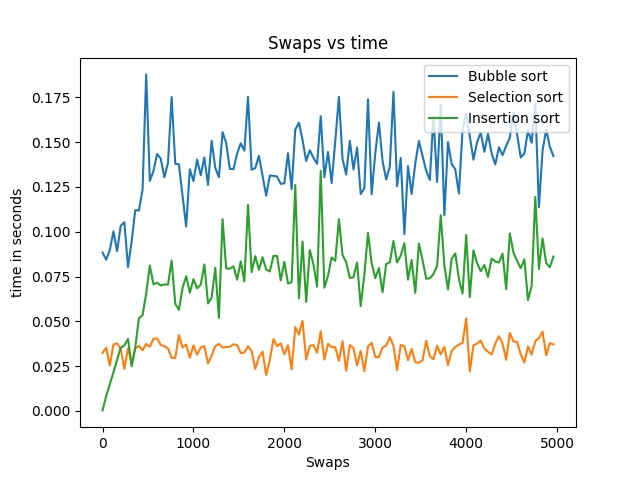 Swaps vs time
Bubble sort
Selection sort
Insertion sort
time in seconds
0.175
0.150
0.125
0.100
0.075
0.050
0.025
0.000
0
1000
2000
3000
4000
5000
Swaps